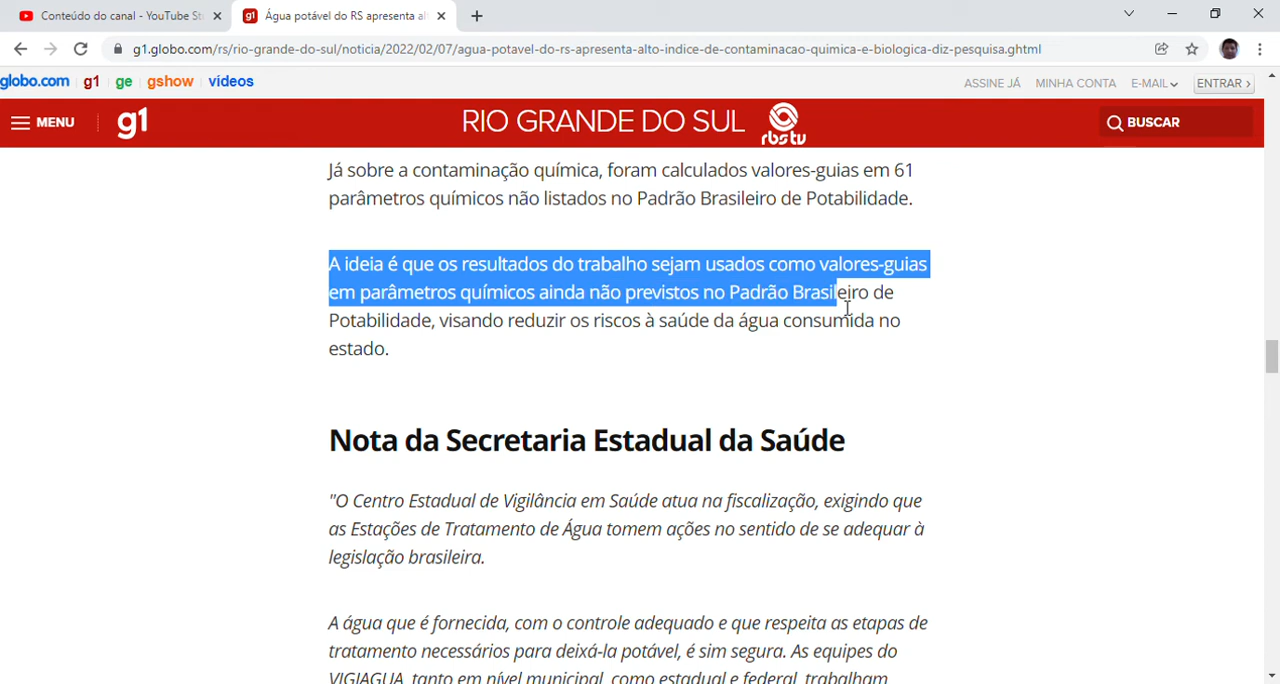 Conteúdo do canal - YouTube St
g1 Água potável do RS apresenta al
g1.globo.com/rs/rio-grande-do-sul/noticia/2022/02/07/agua-potavel-do-rs-apresenta-alto-indice-de-contaminacao-quimica-e-biologica-diz-pesquisa.ghtml
globo.com g1 ge gshow videos ASSINE JÁ MINHA CONTA E-MAIL ENTRAR ›
MENU g1 RIO GRANDE DO SUL rbs tv BUSCAR
Já sobre a contaminação química, foram calculados valores-guias em 61
parâmetros químicos não listados no Padrão Brasileiro de Potabilidade.
A ideia é que os resultados do trabalho sejam usados como valores-guias
em parâmetros químicos ainda não previstos no Padrão Brasileiro de
Potabilidade, visando reduzir os riscos à saúde da água consumida no
estado.
Nota da Secretaria Estadual da Saúde
"O Centro Estadual de Vigilância em Saúde atua na fiscalização, exigindo que
as Estações de Tratamento de Água tomem ações no sentido de se adequar à
legislação brasileira.
A água que é fornecida, com o controle adequado e que respeita as etapas de
tratamento necessários para deixá-la potável, é sim segura. As equipes do
VIGIAGUA, tanto em nível municipal, como estadual e federal, trabalham